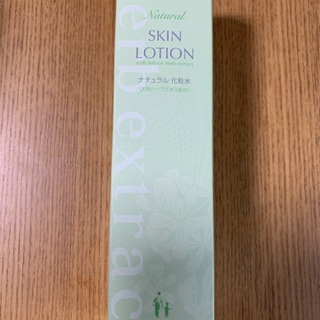 Natural
SKIN
LOTION
with natural herb extract
ナチュラル 化粧水
(天然ハーブエキス配合)
erb extrac